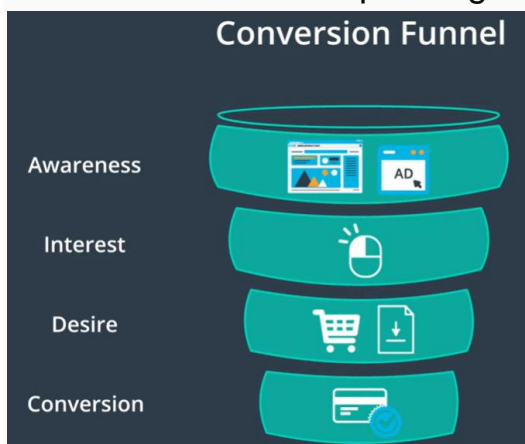 Conversion Funnel
Awareness
AD
Interest
Desire
Conversion